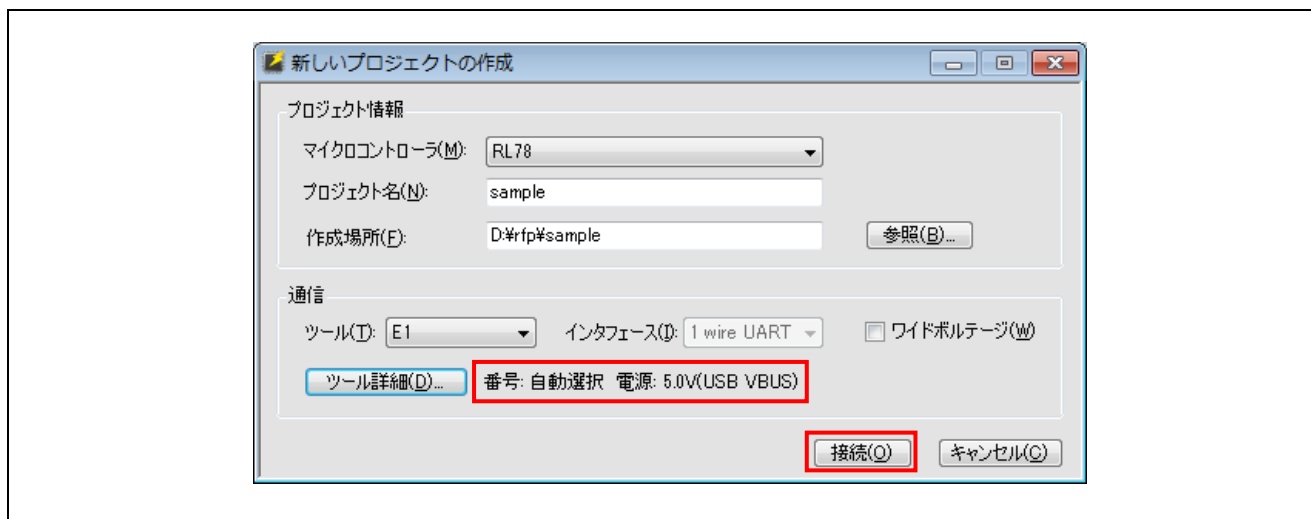 新しいプロジェクトの作成
プロジェクト情報
マイクロコントローラ(M): RL78
プロジェクト名(N): sample
作成場所(F): D:¥rfp¥sample 参照(B)...
通信
ツール(T): E1 インタフェース(I): 1 wire UART ワイドボルテージ(W)
ツール詳細(D)... 番号: 自動選択 電源: 5.0V(USB VBUS)
接続(O) キャンセル(C)